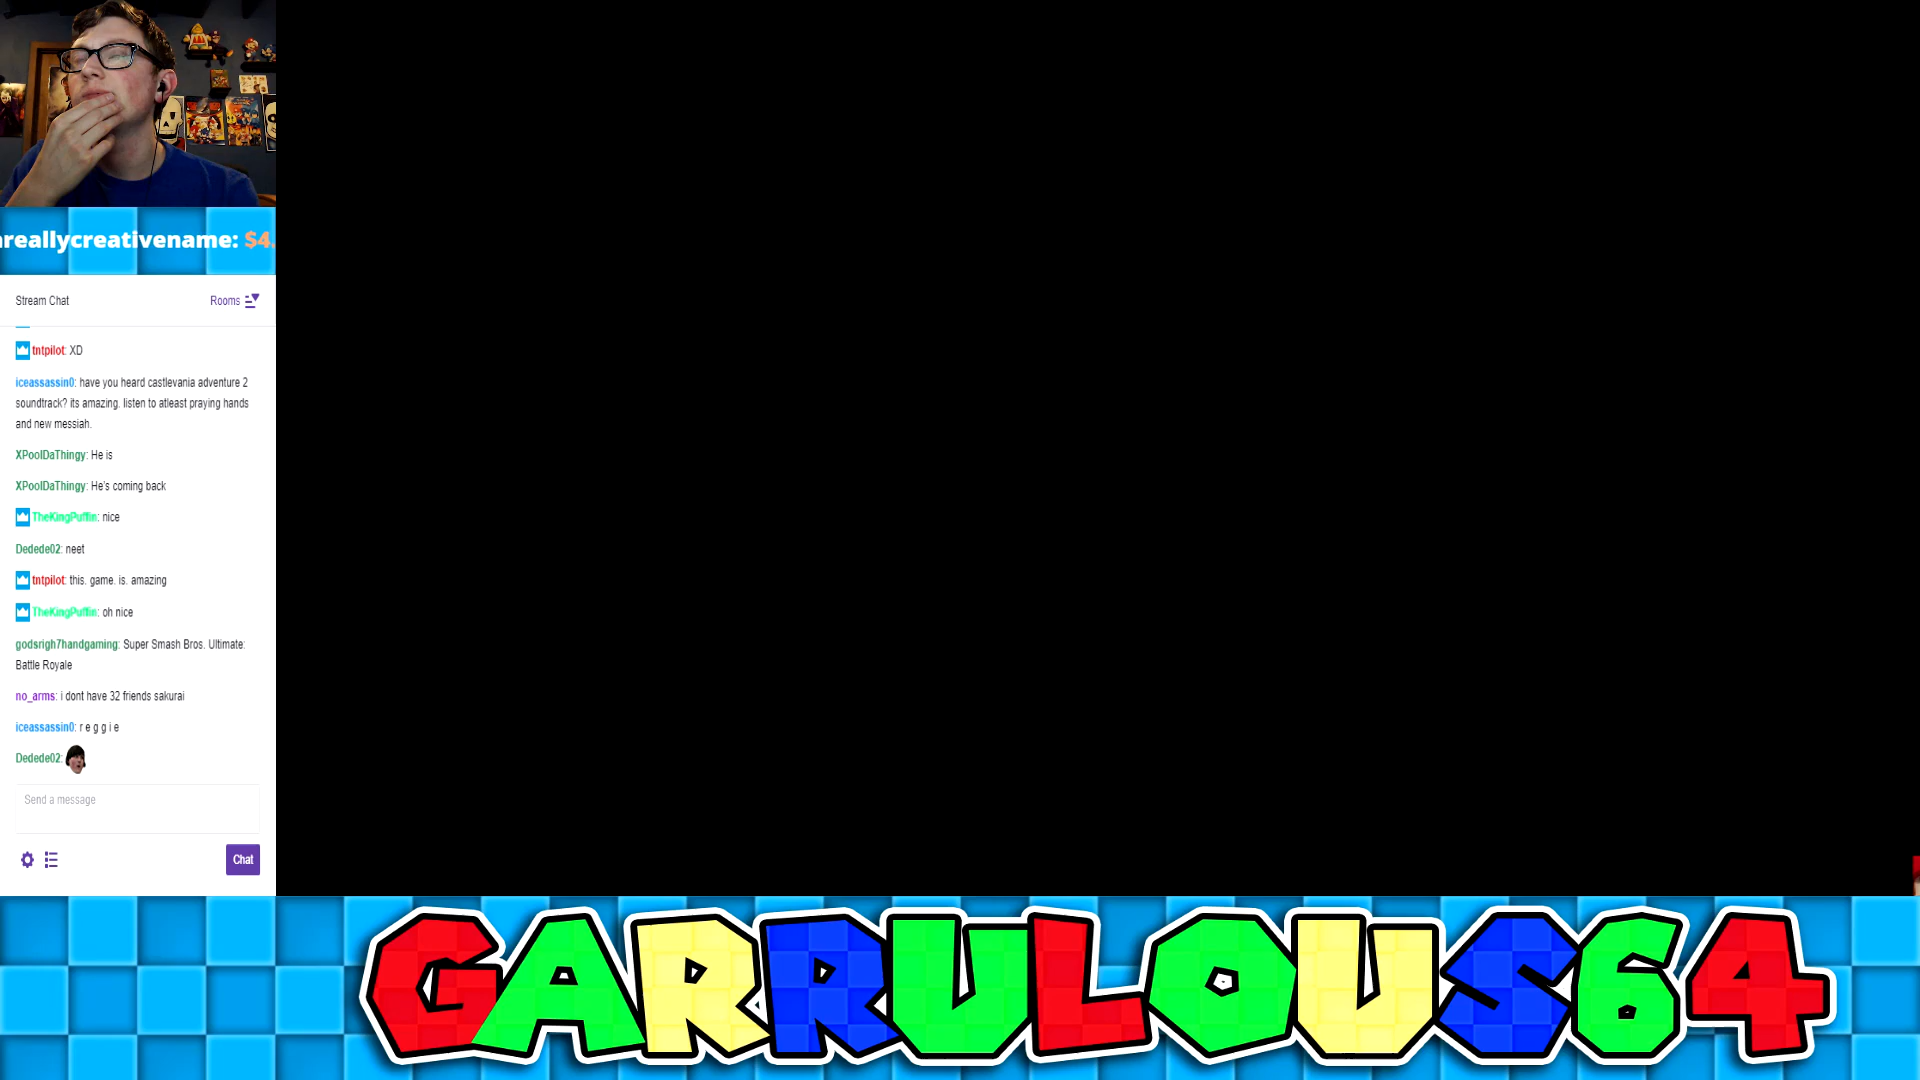 areallycreativename: $4.
Stream Chat
Rooms
tntpilot: XD
iceassassin0: have you heard castlevania adventure 2
soundtrack? its amazing. listen to atleast praying hands
and new messiah.
XPoolDaThingy: He is
XPoolDaThingy: He's coming back
TheKingPuffin: nice
Dedede02: neet
tntpilot: this. game. is. amazing
TheKingPuffin: oh nice
godsrigh7handgaming: Super Smash Bros. Ultimate:
Battle Royale
no_arms: i dont have 32 friends sakurai
iceassassin0: r e g g i e
Dedede02:
Send a message
Chat
GARRULOUS64